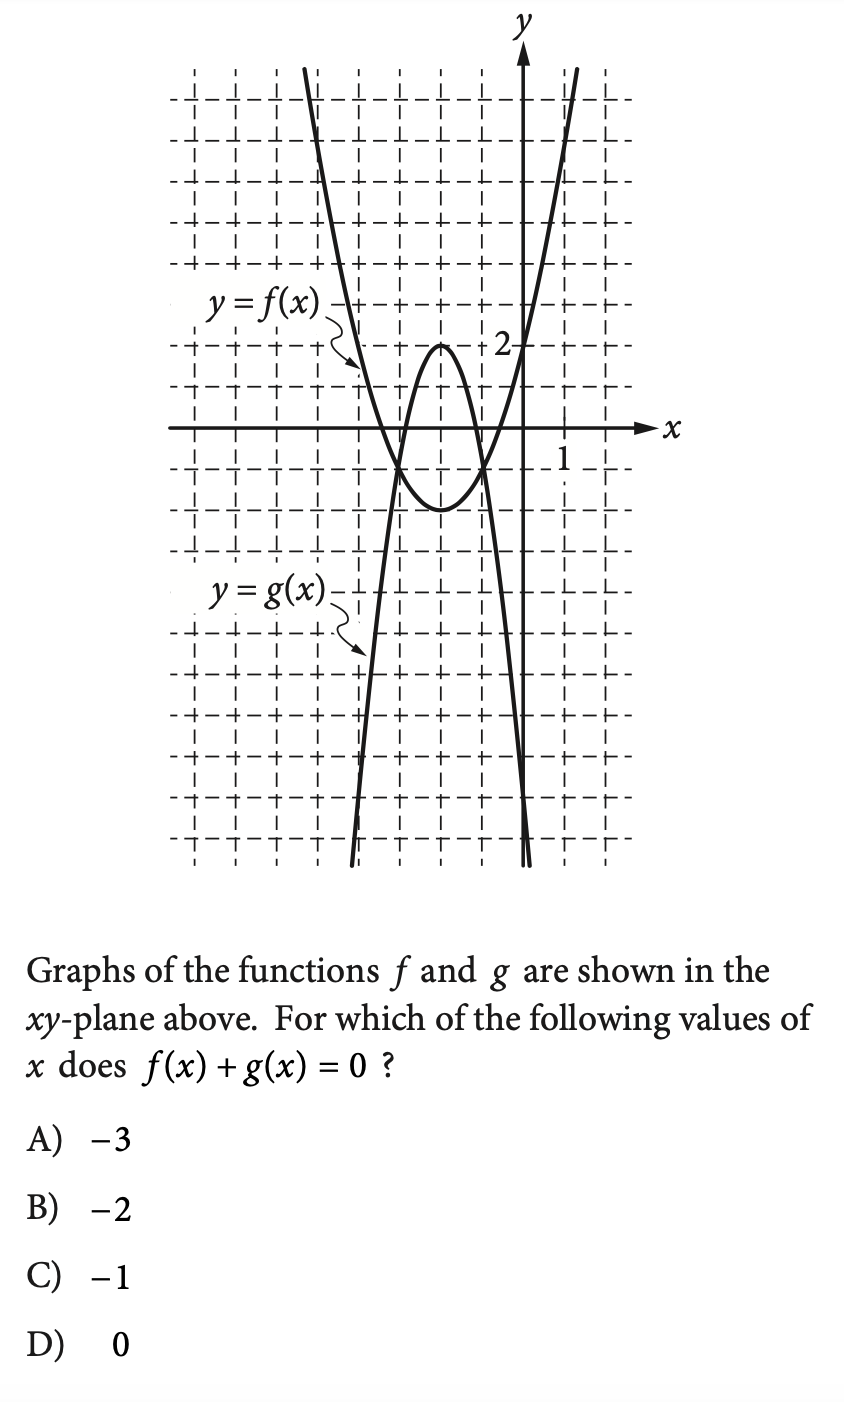 y
y = f(x)
2
x
1
y = g(x)
Graphs of the functions f and g are shown in the
xy-plane above. For which of the following values of
x does f(x) + g(x) = 0 ?
A) −3
B) −2
C) −1
D) 0